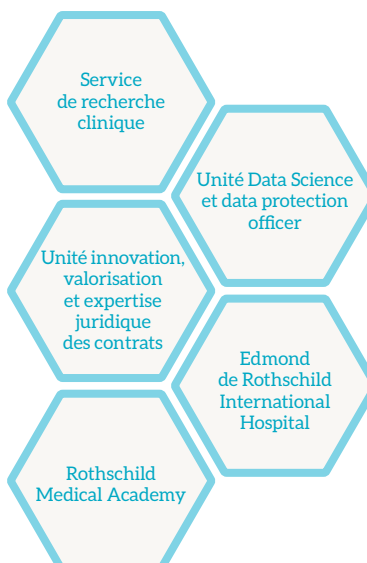 Service
de recherche
clinique
Unité Data Science
et data protection
officer
Unité innovation,
valorisation
et expertise
juridique
des contrats
Edmond
de Rothschild
International
Hospital
Rothschild
Medical Academy